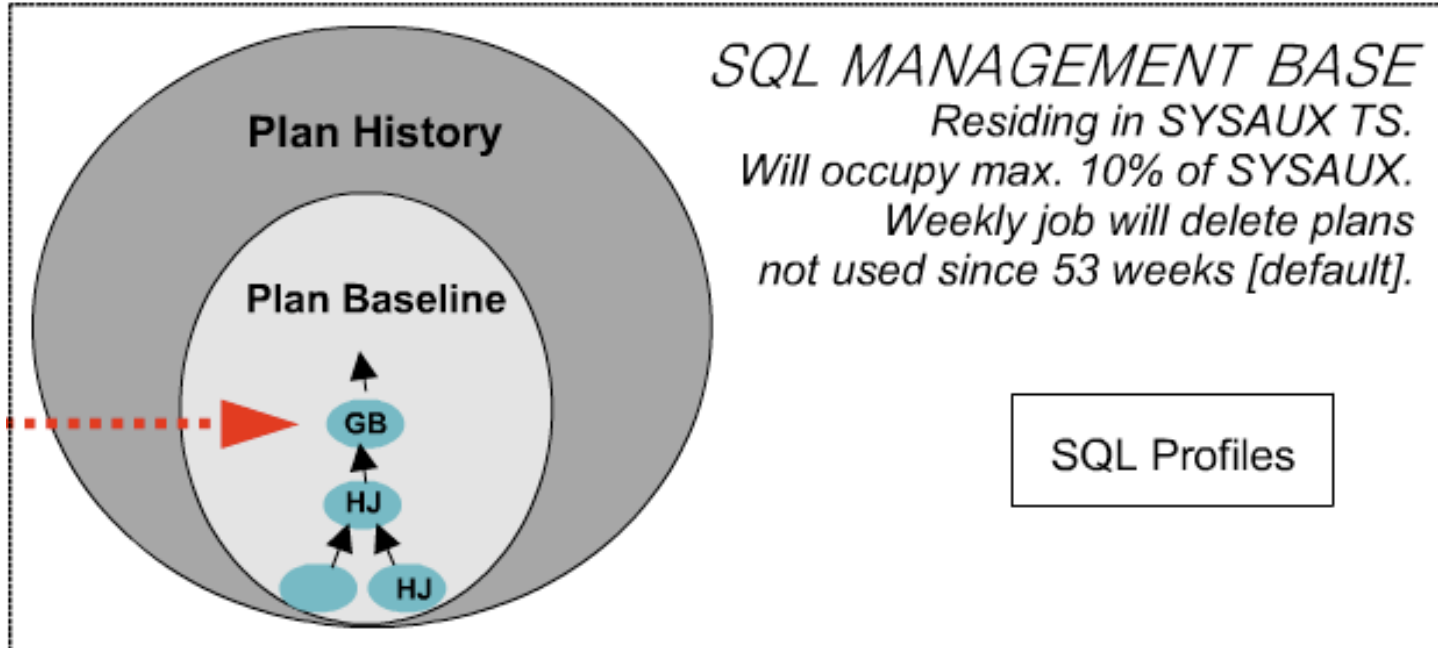 SQL MANAGEMENT BASE
Residing in SYSAUX TS.
Will occupy max. 10% of SYSAUX.
Weekly job will delete plans
not used since 53 weeks [default].
Plan History
Plan Baseline
GB
HJ
HJ
SQL Profiles